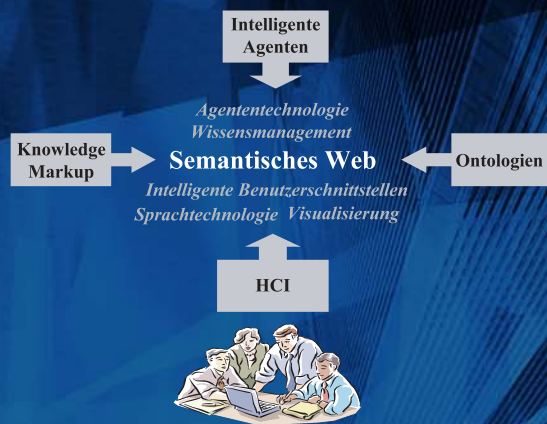 Intelligente
Agenten
Agententechnologie
Wissensmanagement
Knowledge
Markup
Semantisches Web
Ontologien
Intelligente Benutzerschnittstellen
Sprachtechnologie Visualisierung
HCI